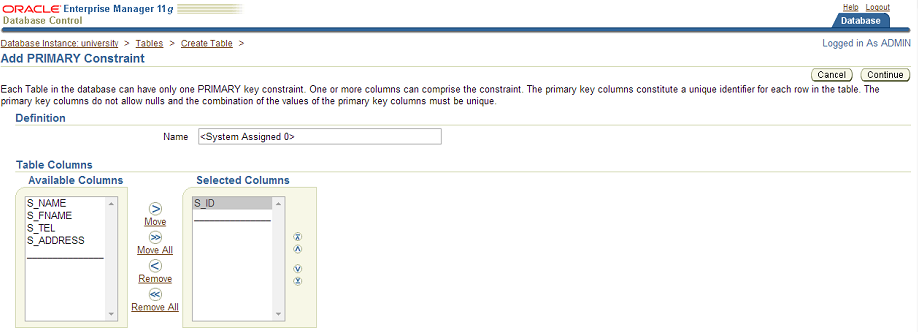 ORACLE Enterprise Manager 11g
Database Control
Help Logout
Database
Database Instance: university > Tables > Create Table >
Logged in As ADMIN
Add PRIMARY Constraint
Cancel Continue
Each Table in the database can have only one PRIMARY key constraint. One or more columns can comprise the constraint. The primary key columns constitute a unique identifier for each row in the table. The
primary key columns do not allow nulls and the combination of the values of the primary key columns must be unique.
Definition
Name <System Assigned 0>
Table Columns
Available Columns
S_NAME
S_FNAME
S_TEL
S_ADDRESS
Move
Move All
Remove
Remove All
Selected Columns
S_ID